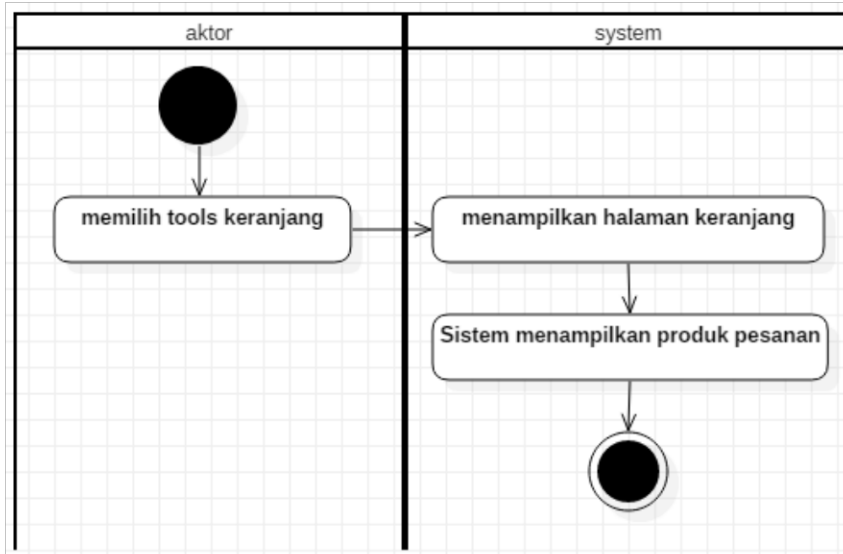 aktor
system
memilih tools keranjang
menampilkan halaman keranjang
Sistem menampilkan produk pesanan